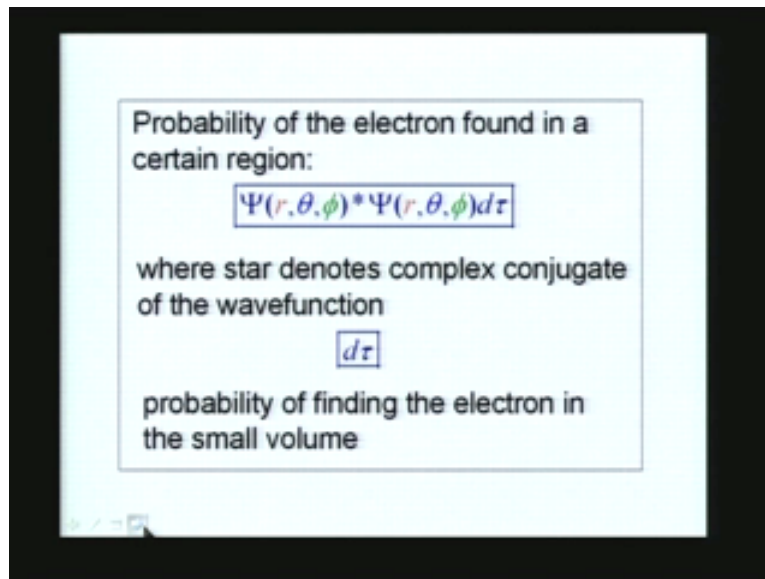 Probability of the electron found in a
certain region:
Ψ(r,θ,ϕ)*Ψ(r,θ,ϕ)dτ
where star denotes complex conjugate
of the wavefunction
dτ
probability of finding the electron in
the small volume